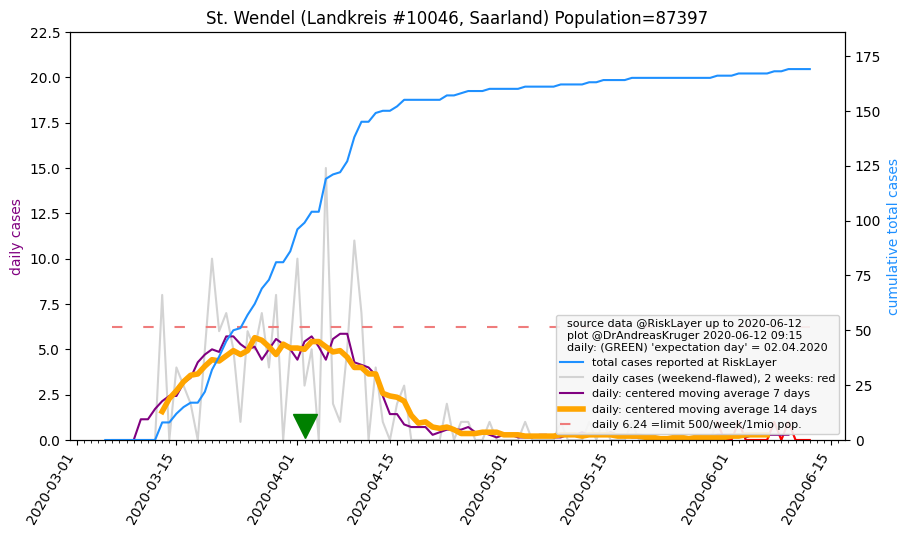 St. Wendel (Landkreis #10046, Saarland) Population=87397
daily cases
22.5
20.0
17.5
15.0
12.5
10.0
7.5
5.0
2.5
0.0
175
150
125
100
75
50
25
0
cumulative total cases
source data @RiskLayer up to 2020-06-12
plot @DrAndreasKruger 2020-06-12 09:15
daily: (GREEN) 'expectation day' = 02.04.2020
total cases reported at RiskLayer
daily cases (weekend-flawed), 2 weeks: red
daily: centered moving average 7 days
daily: centered moving average 14 days
daily 6.24 =limit 500/week/1mio pop.
2020-03-01
2020-03-15
2020-04-01
2020-04-15
2020-05-01
2020-05-15
2020-06-01
2020-06-15